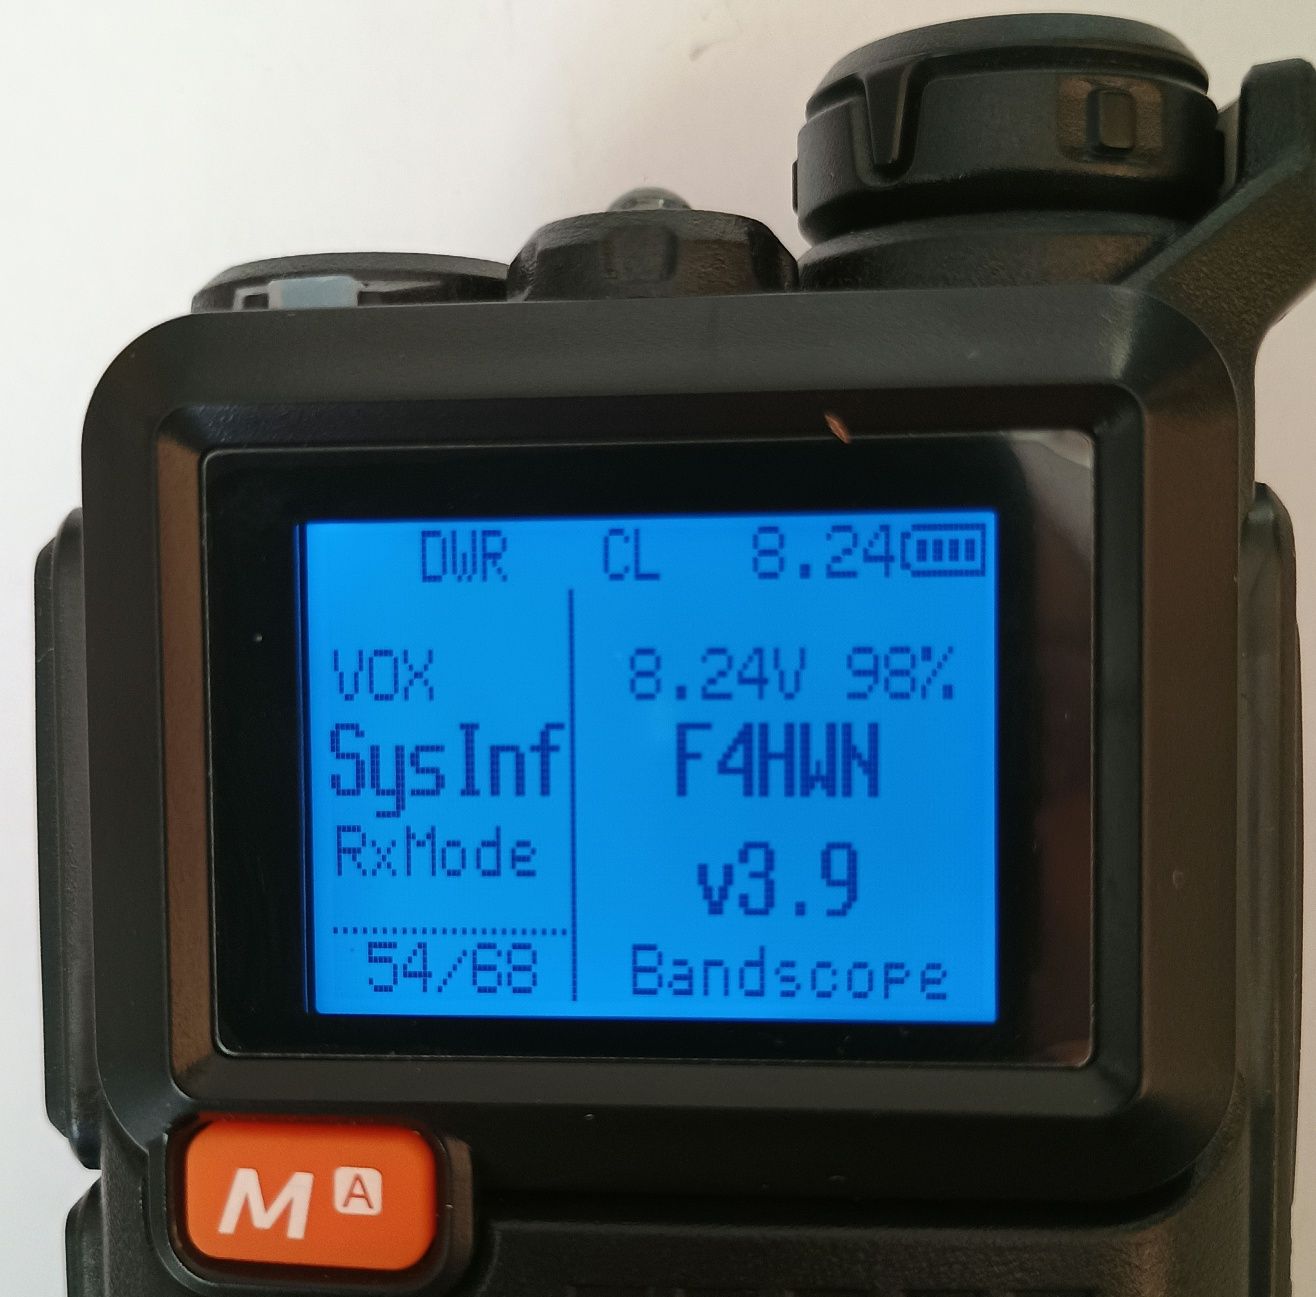 DWR CL 8.24
VOX
SysInf
RxMode
54/68
8.24V 98%
F4HWN
v3.9
Bandscope
M A